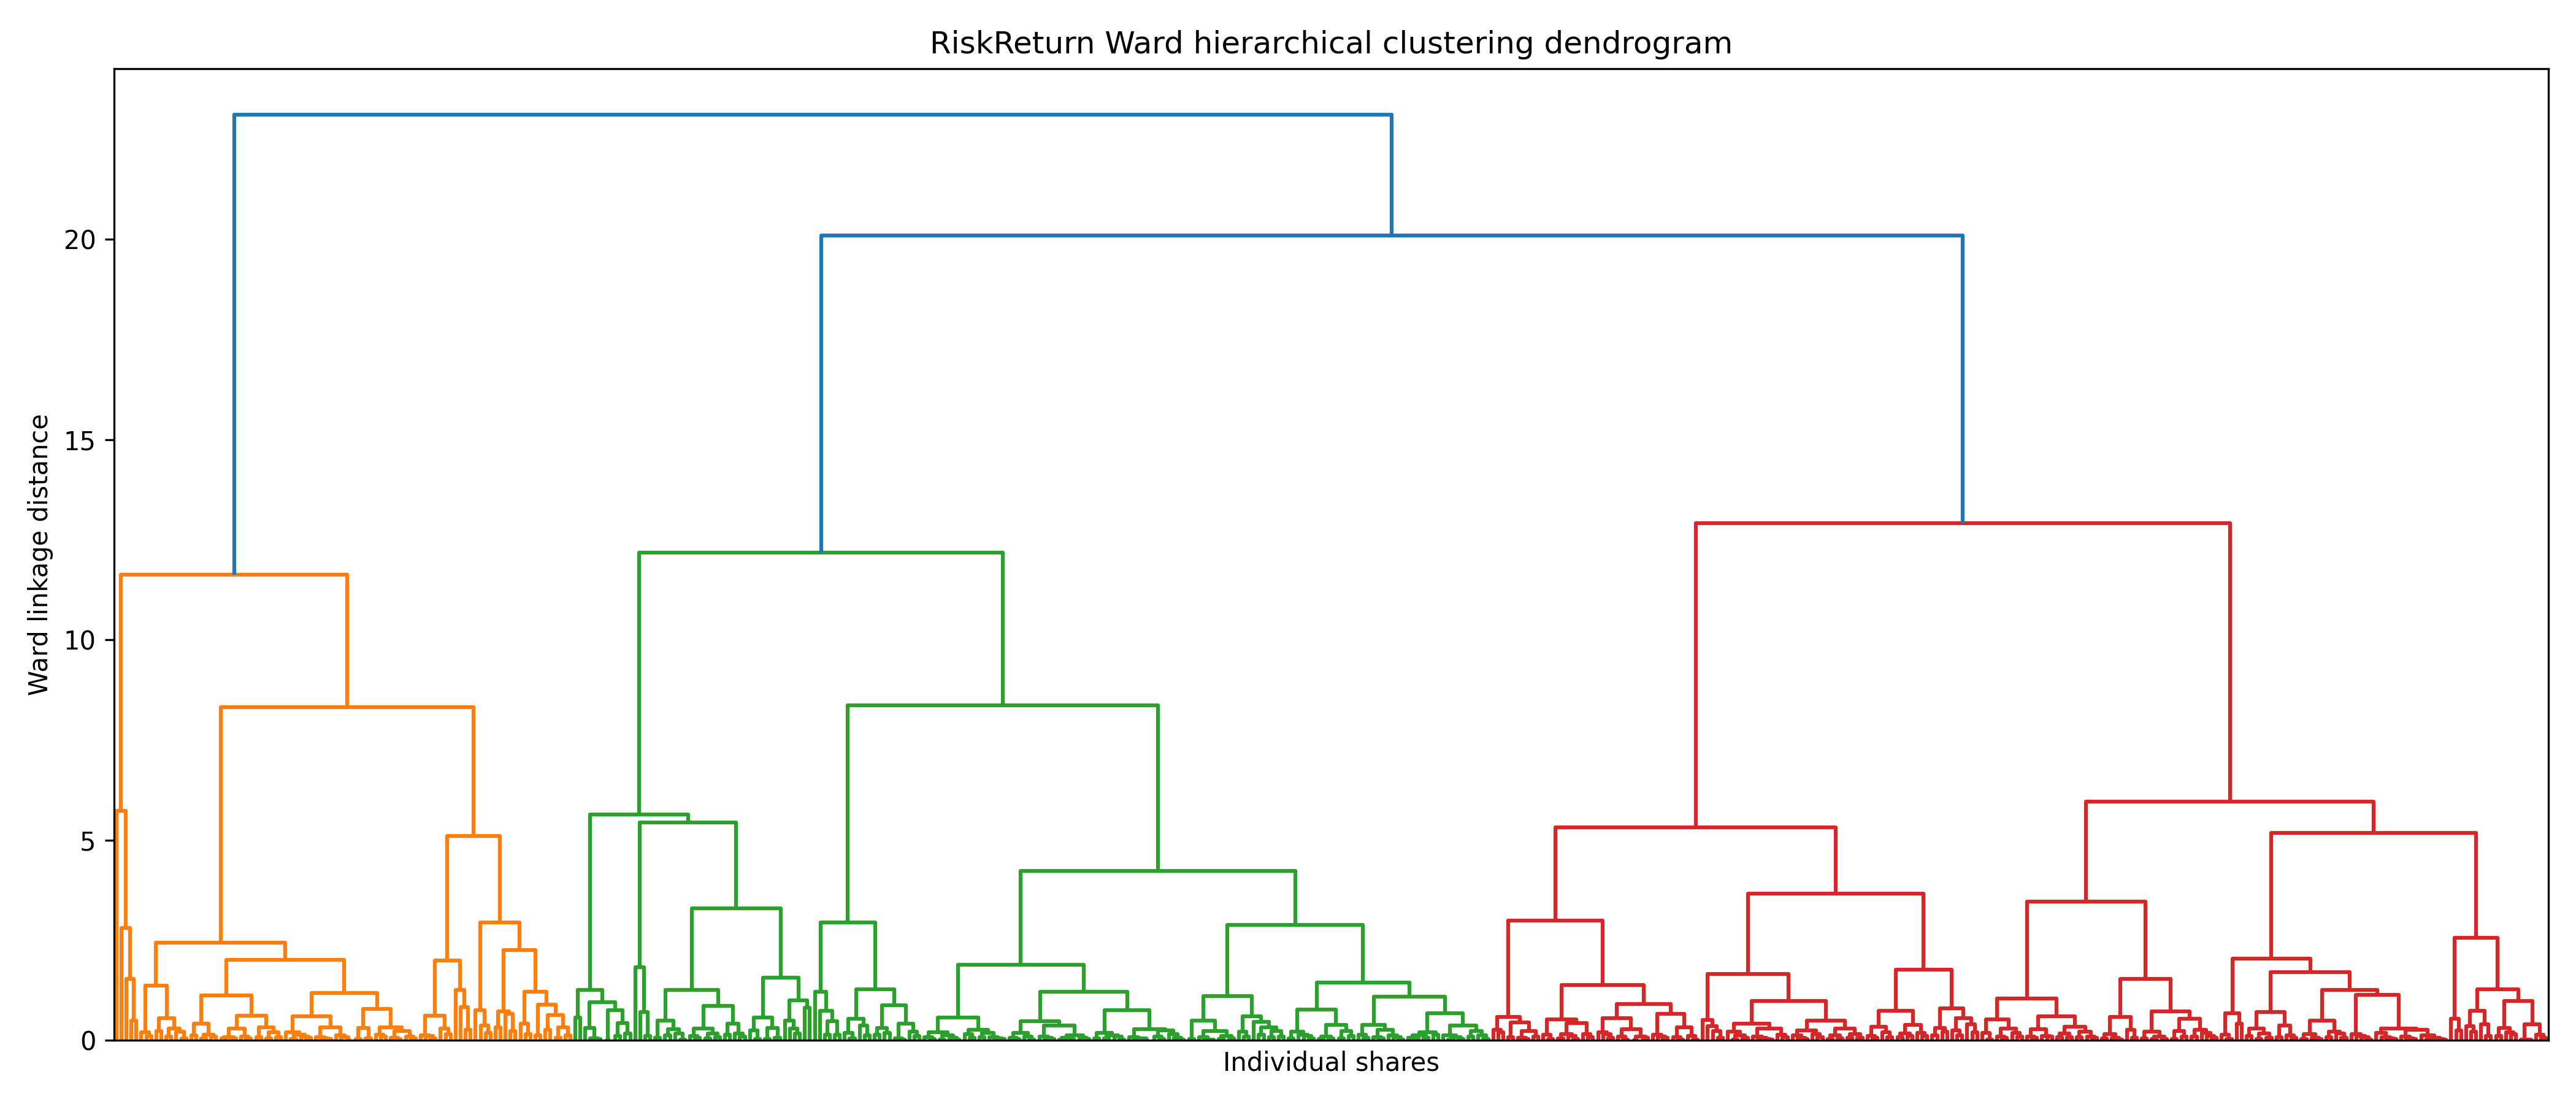 RiskReturn Ward hierarchical clustering dendrogram
Ward linkage distance
20
15
10
5
0
Individual shares